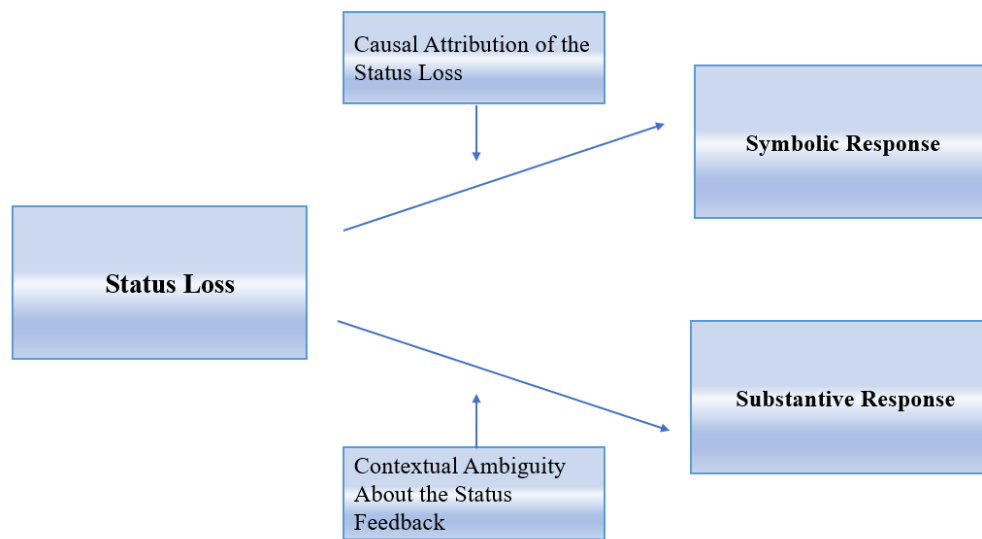 Causal Attribution of the
Status Loss
Symbolic Response
Status Loss
Substantive Response
Contextual Ambiguity
About the Status
Feedback